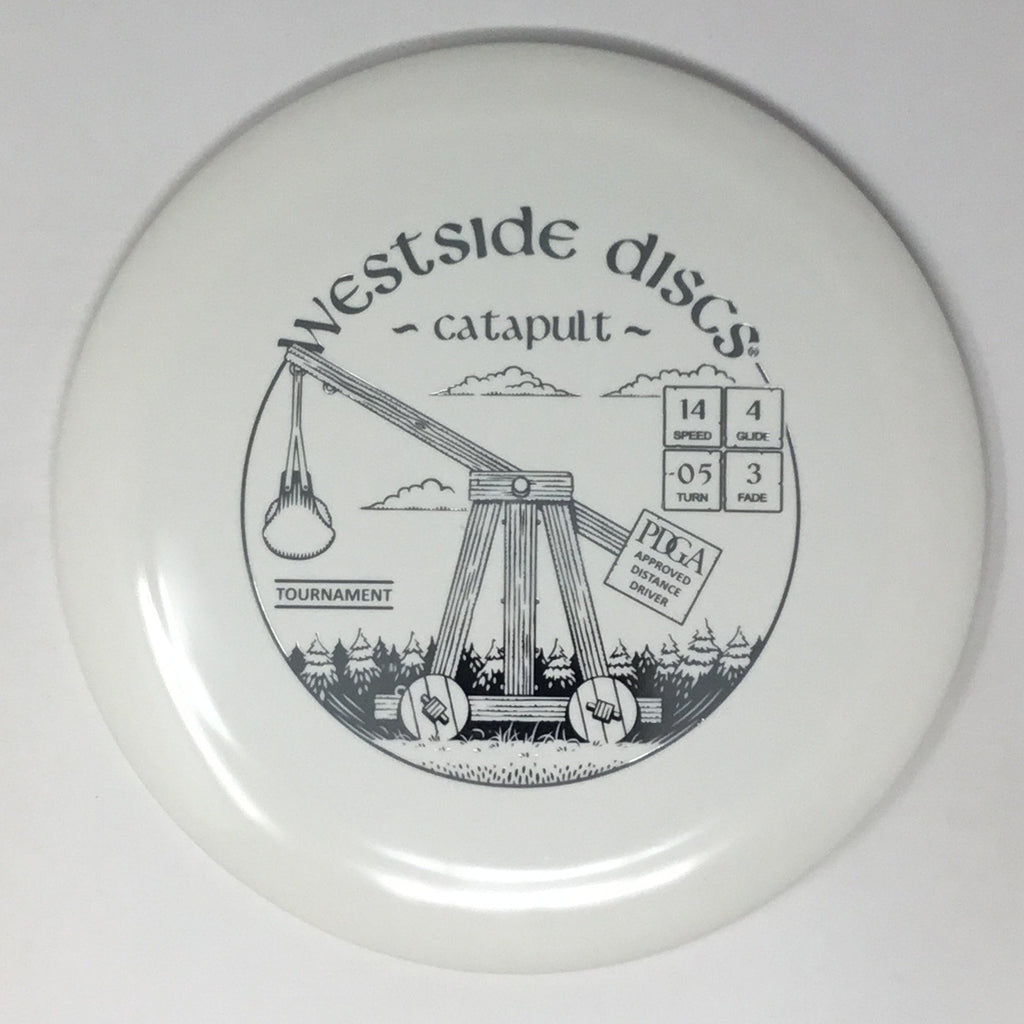 Westside discs®
~ catapult ~
14 4
SPEED GLIDE
-05 3
TURN FADE
PDGA
APPROVED
DISTANCE
DRIVER
TOURNAMENT